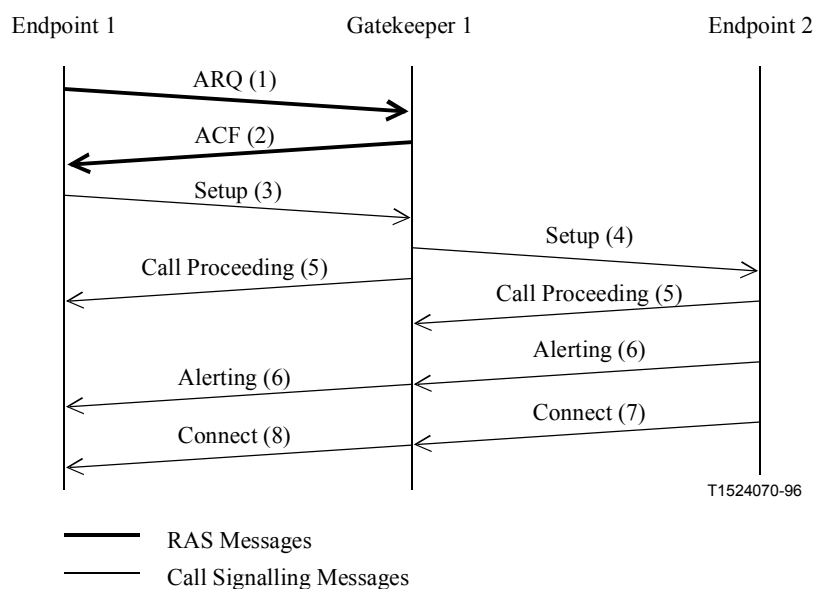 Endpoint 1 Gatekeeper 1 Endpoint 2
ARQ (1)
ACF (2)
Setup (3)
Setup (4)
Call Proceeding (5)
Call Proceeding (5)
Alerting (6)
Alerting (6)
Connect (7)
Connect (8)
T1524070-96
RAS Messages
Call Signalling Messages